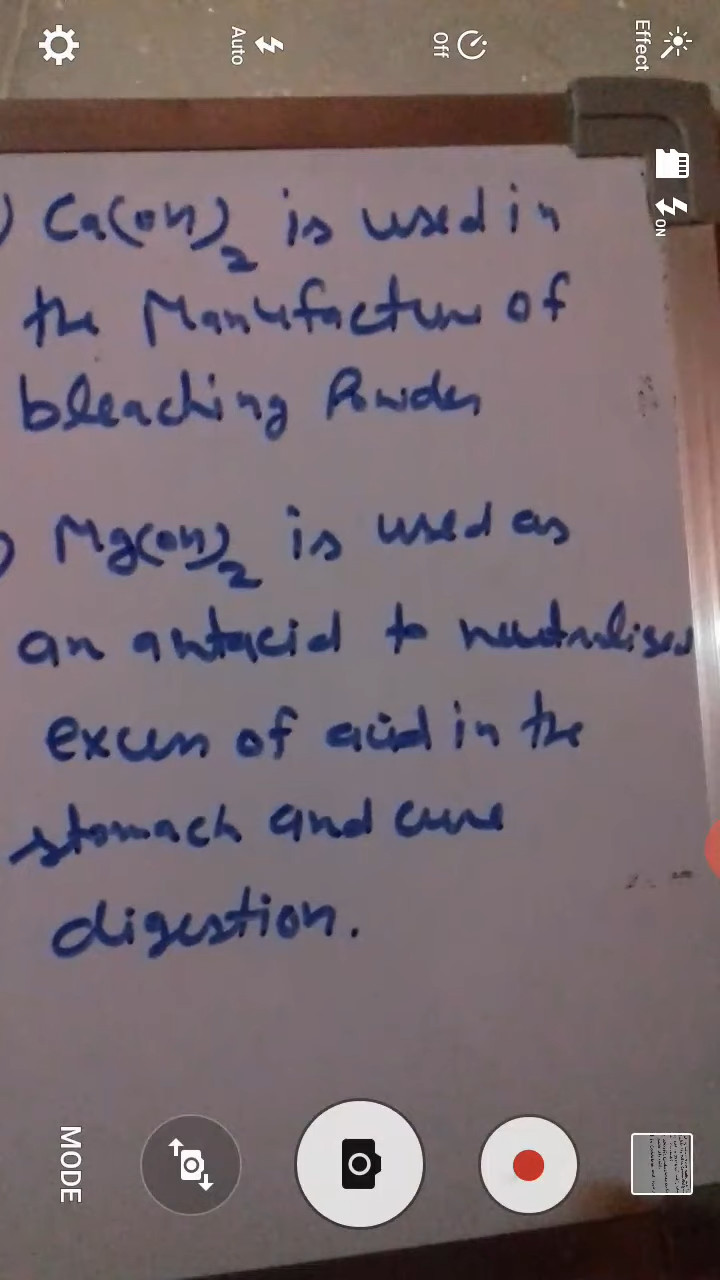 Effect
Off
Auto
ON
) Ca(OH)2 is used in
the Manufacture of
bleaching Powder
) Mg(OH)2 is used as
an antacid to neutralises
excess of acid in the
stomach and cure
digestion.
MODE